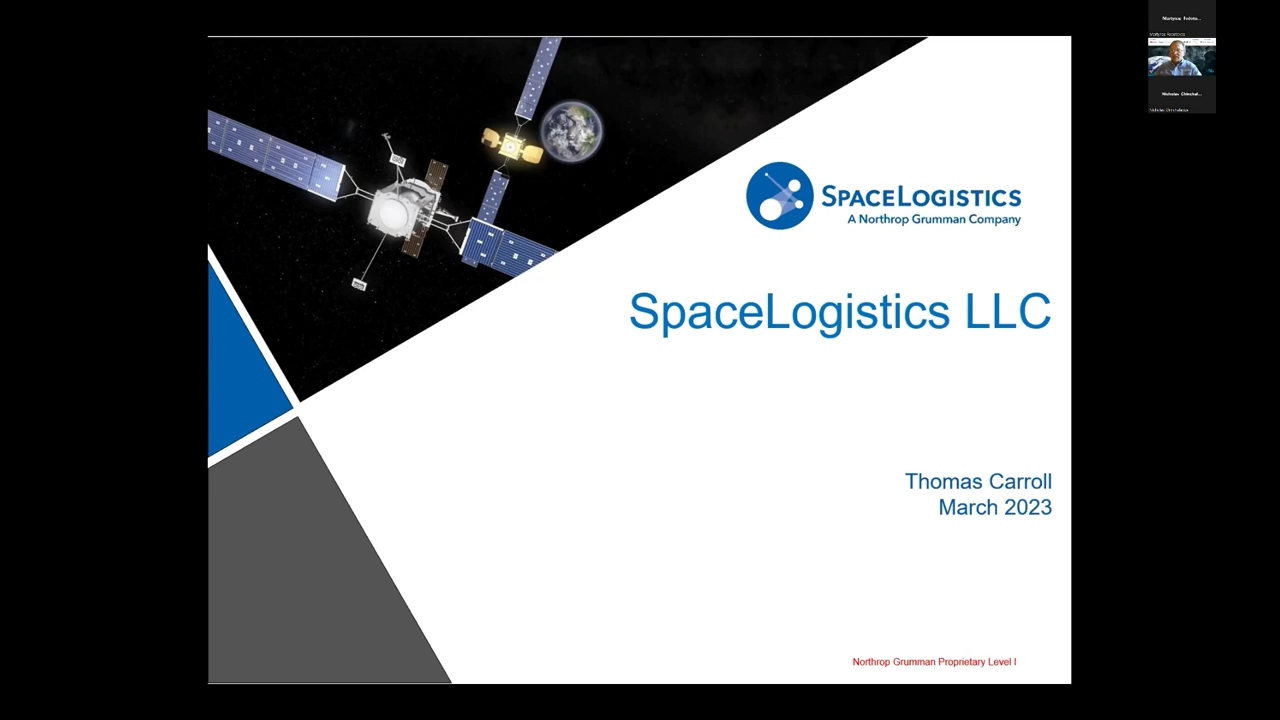 SPACELOGISTICS
A Northrop Grumman Company
SpaceLogistics LLC
Thomas Carroll
March 2023
Northrop Grumman Proprietary Level I